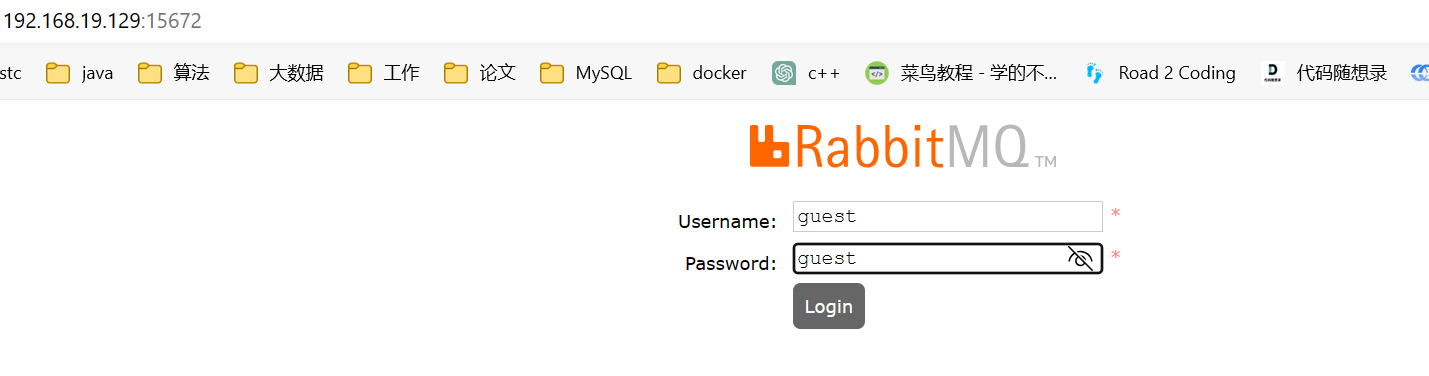 192.168.19.129:15672
stc java 算法 大数据 工作 论文 MySQL docker c++ 菜鸟教程 - 学的不... Road 2 Coding 代码随想录
RabbitMQ TM
Username: guest *
Password: guest *
Login